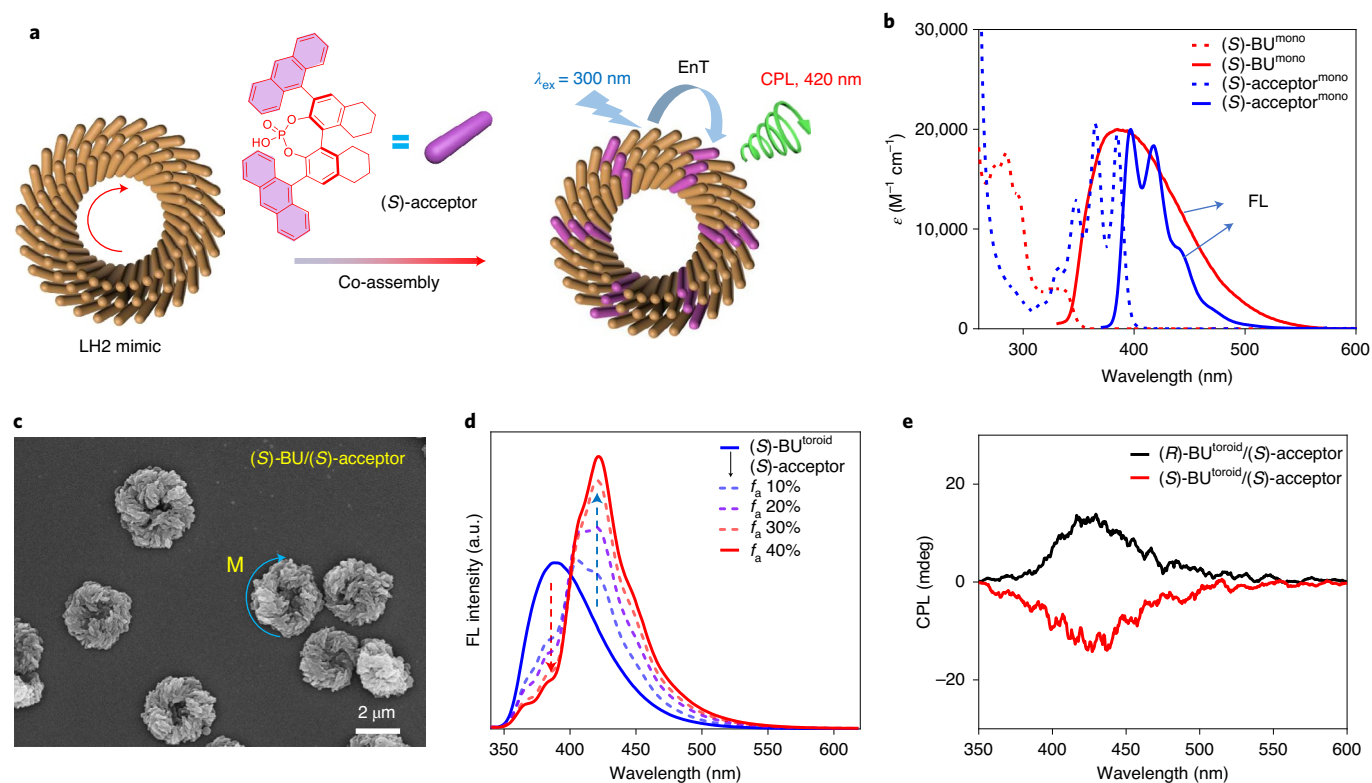 a
λex = 300 nm
EnT
CPL, 420 nm
O
P
O
HO
O
(S)-acceptor
Co-assembly
LH2 mimic
b
30,000
20,000
10,000
0
ε (M⁻¹ cm⁻¹)
(S)-BUmono
(S)-BUmono
(S)-acceptormono
(S)-acceptormono
FL
300
400
500
600
Wavelength (nm)
c
(S)-BU/(S)-acceptor
M
2 μm
d
FL intensity (a.u.)
(S)-BUtoroid
(S)-acceptor
fa 10%
fa 20%
fa 30%
fa 40%
350
400
450
500
550
600
Wavelength (nm)
e
(R)-BUtoroid/(S)-acceptor
(S)-BUtoroid/(S)-acceptor
20
0
–20
CPL (mdeg)
350
400
450
500
550
600
Wavelength (nm)